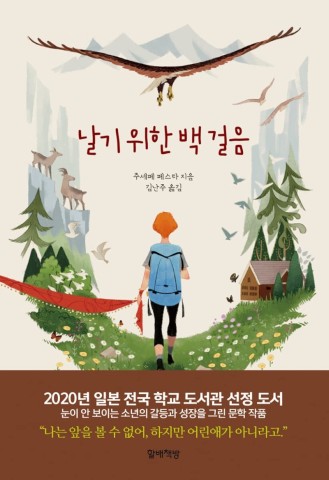 날기 위한 백 걸음
주세페 페스타 지음
김난주 옮김
2020년 일본 전국 학교 도서관 선정 도서
눈이 안 보이는 소년의 갈등과 성장을 그린 문학 작품
“나는 앞을 볼 수 없어, 하지만 어린애가 아니라고.”
할배책방